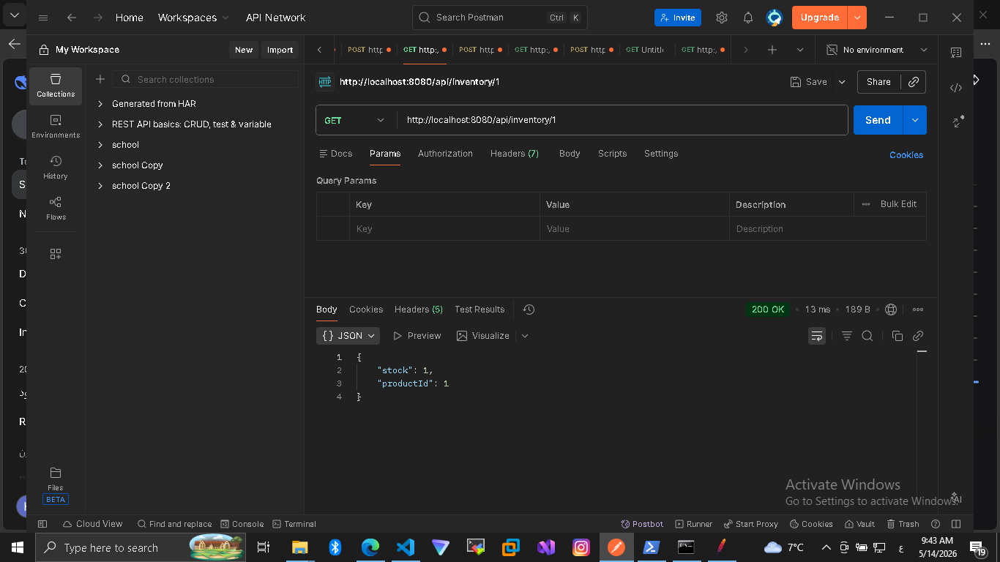 Home
Workspaces
API Network
Search Postman
Ctrl
K
Invite
Upgrade
My Workspace
New
Import
POST http
GET http:
POST http
GET http:
POST http
GET Untitl
GET http:
No environment
Collections
Environments
History
Flows
Files
BETA
Search collections
Generated from HAR
REST API basics: CRUD, test & variable
school
school Copy
school Copy 2
HTTP
http://localhost:8080/api/inventory/1
Save
Share
GET
http://localhost:8080/api/inventory/1
Send
Docs
Params
Authorization
Headers (7)
Body
Scripts
Settings
Cookies
Query Params
Key
Value
Description
Bulk Edit
Key
Value
Description
Body
Cookies
Headers (5)
Test Results
200 OK
13 ms
189 B
{} JSON
Preview
Visualize
1 {
2 "stock": 1,
3 "productId": 1
4 }
Activate Windows
Go to Settings to activate Windows.
AI
Cloud View
Find and replace
Console
Terminal
Postbot
Runner
Start Proxy
Cookies
Vault
Trash
Type here to search
7°C
ع
9:43 AM
5/14/2026
19